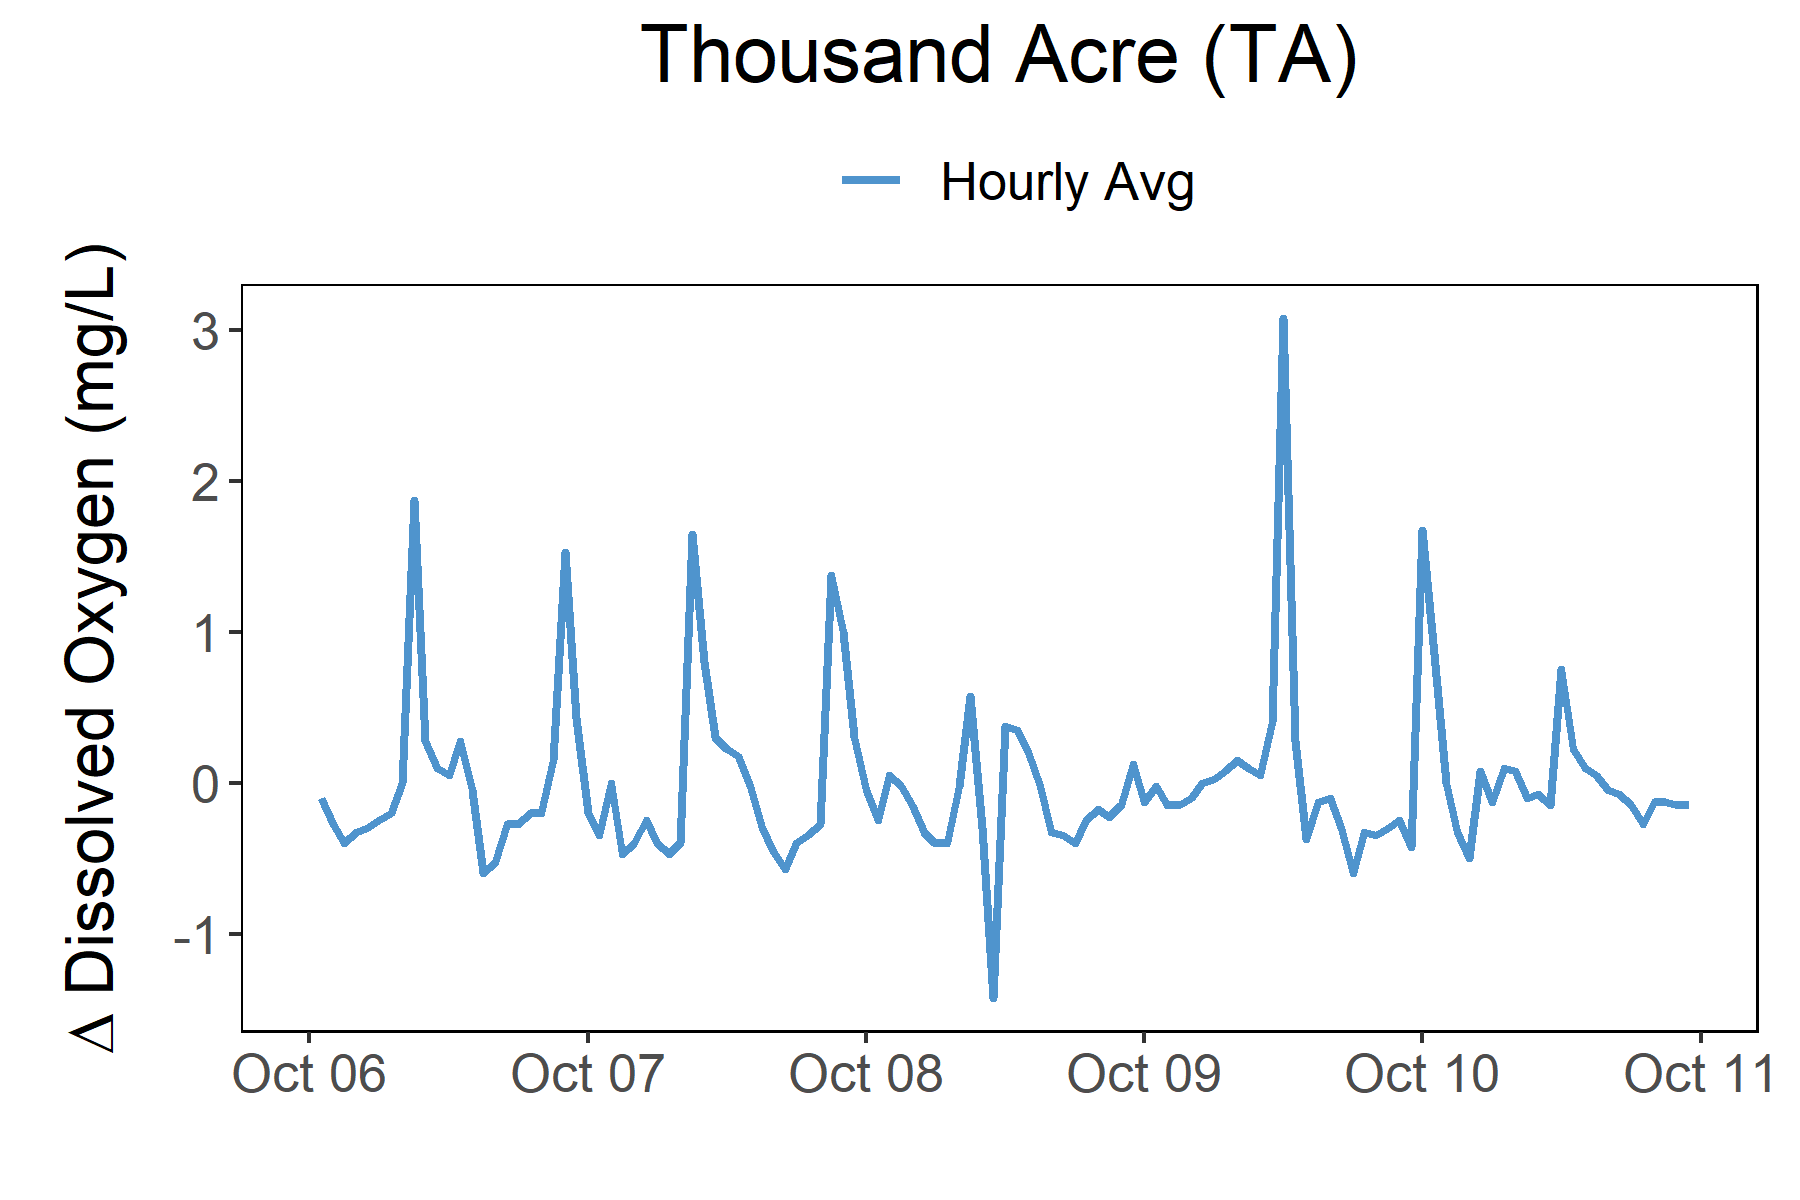 Thousand Acre (TA)
Hourly Avg
Δ Dissolved Oxygen (mg/L)
3
2
1
0
-1
Oct 06 Oct 07 Oct 08 Oct 09 Oct 10 Oct 11